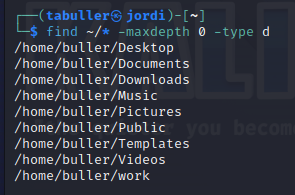 ┌──(tabuller㉿jordi)-[~]
└─$ find ~/* -maxdepth 0 -type d
/home/buller/Desktop
/home/buller/Documents
/home/buller/Downloads
/home/buller/Music
/home/buller/Pictures
/home/buller/Public
/home/buller/Templates
/home/buller/Videos
/home/buller/work